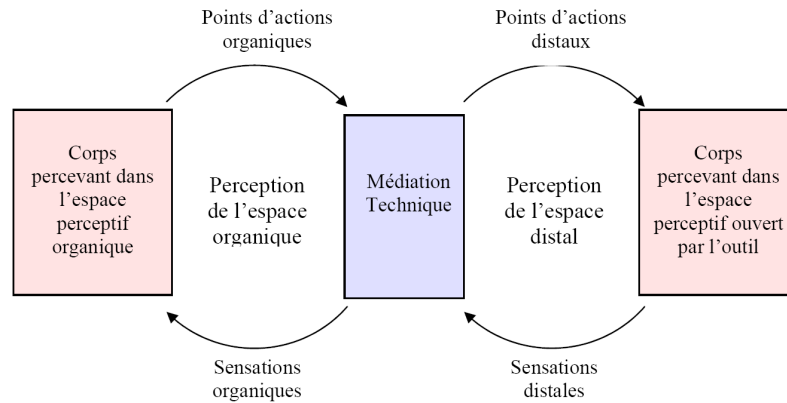 Points d’actions
organiques
Points d’actions
distaux
Corps
percevant dans
l’espace
perceptif
organique
Perception
de l’espace
organique
Médiation
Technique
Perception
de l’espace
distal
Corps
percevant dans
l’espace
perceptif ouvert
par l’outil
Sensations
organiques
Sensations
distales